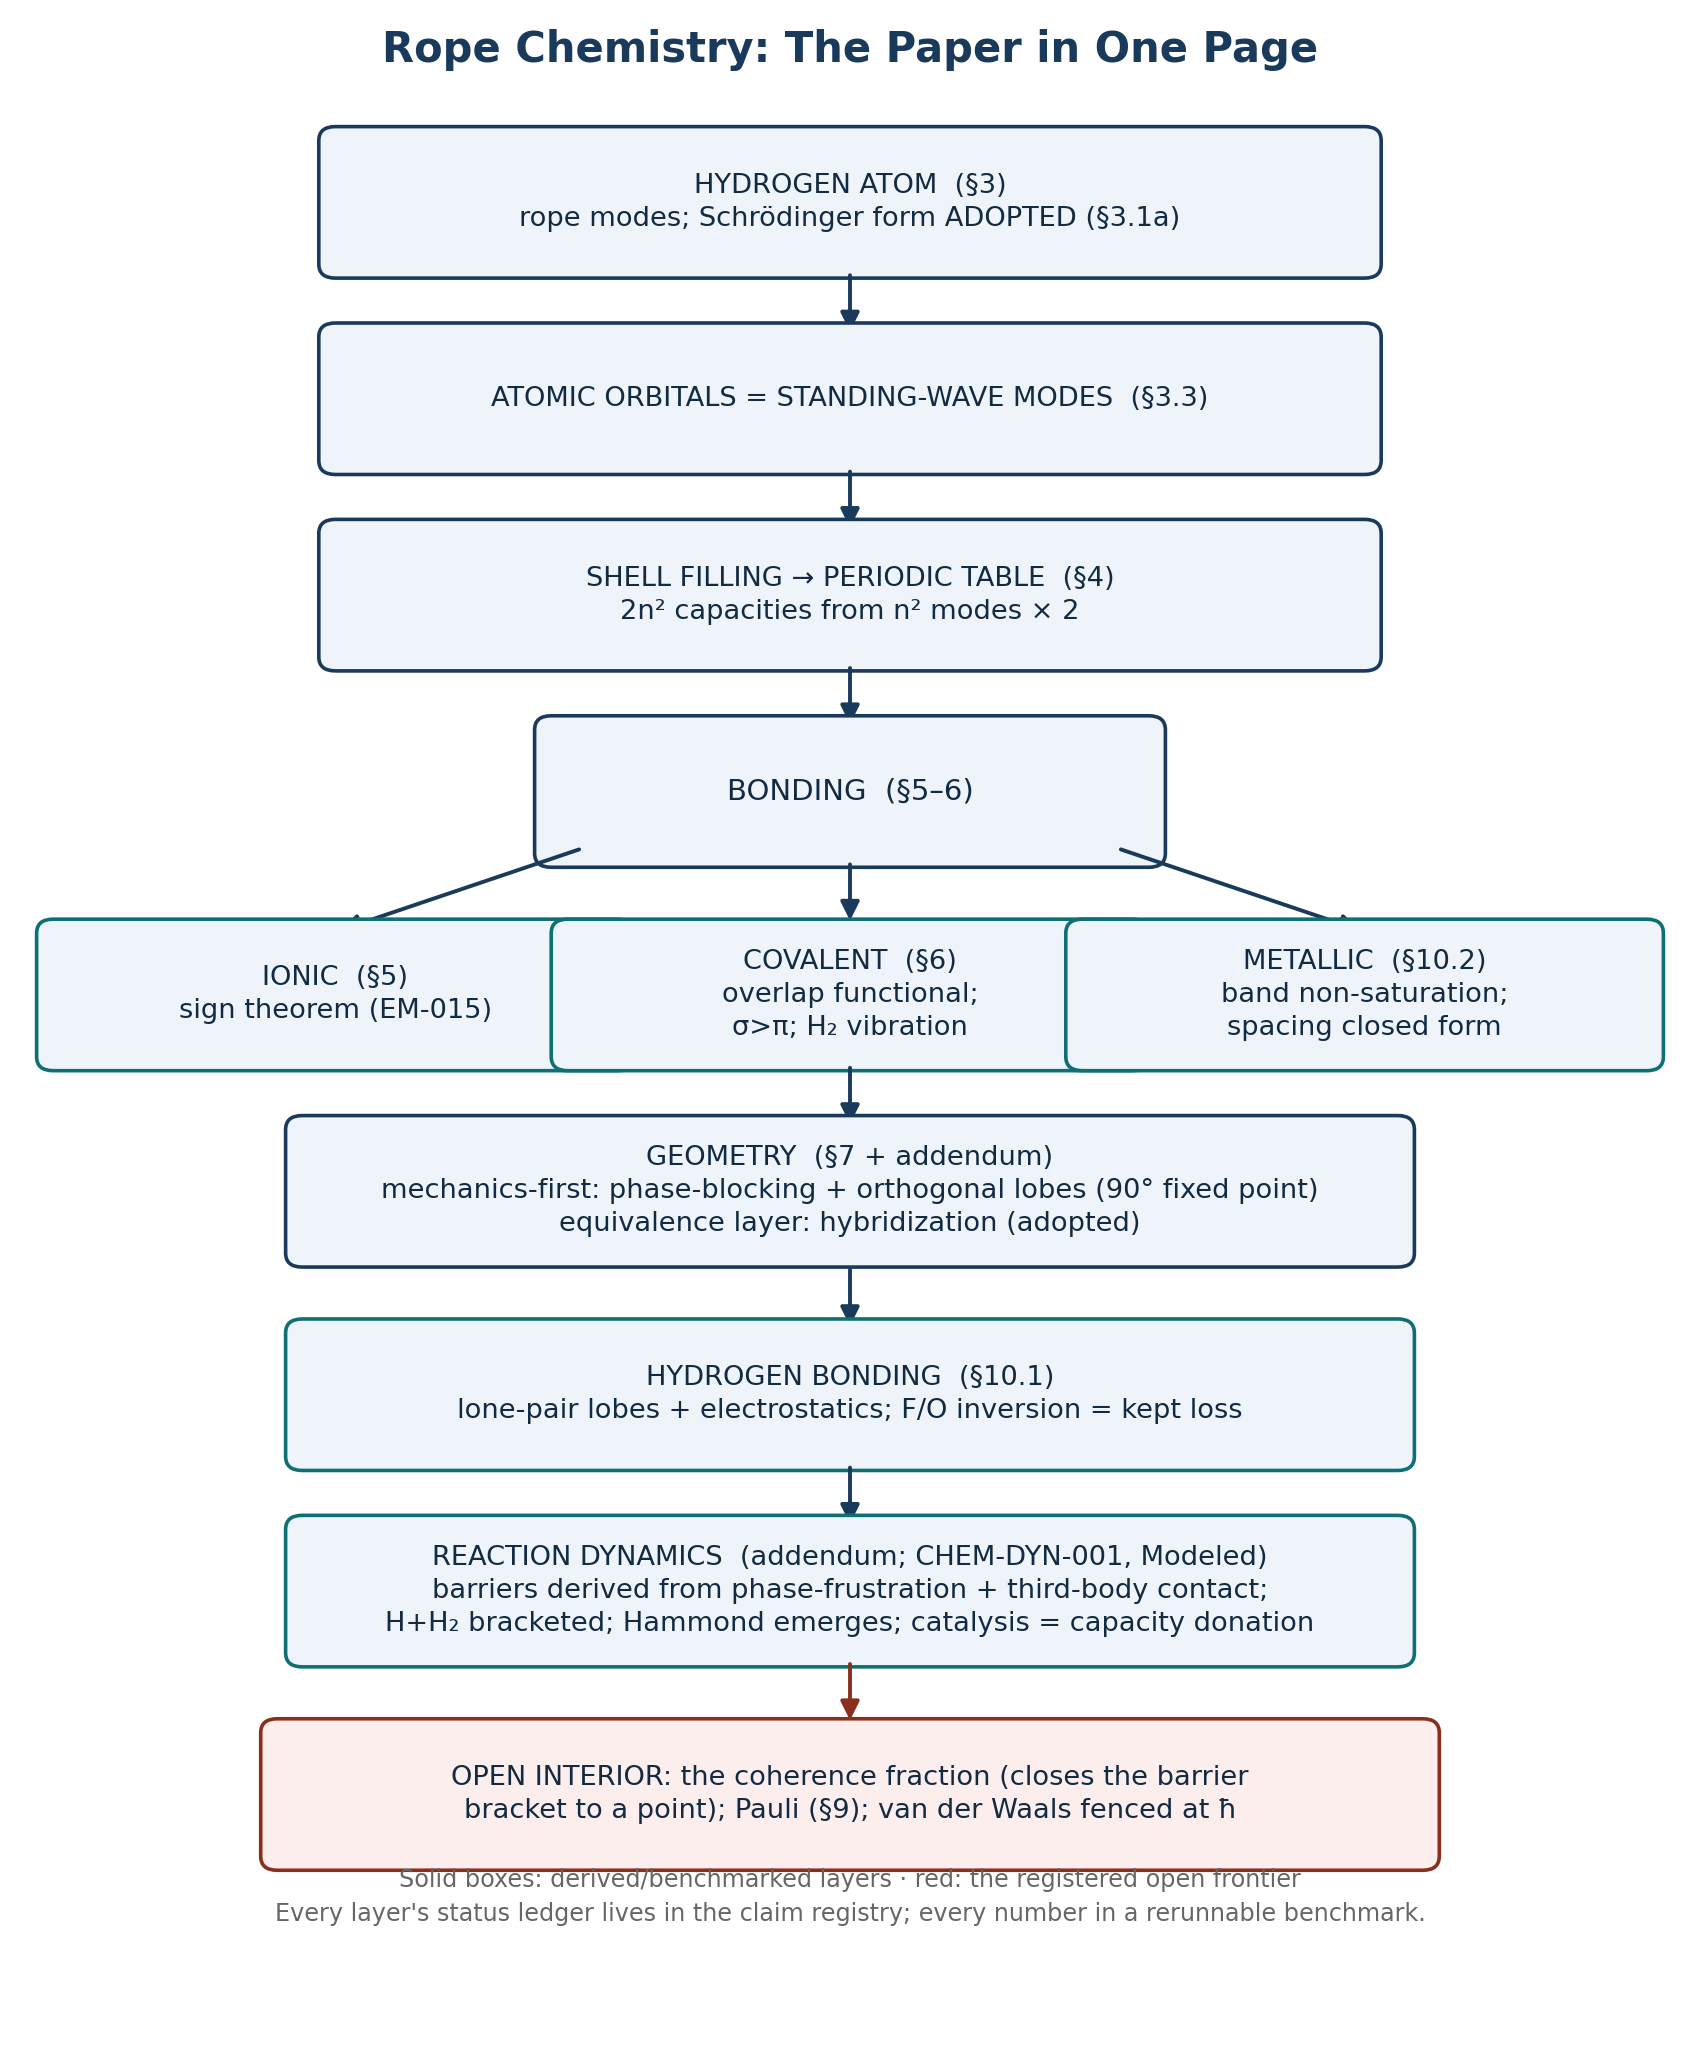 Rope Chemistry: The Paper in One Page
HYDROGEN ATOM (§3)
rope modes; Schrödinger form ADOPTED (§3.1a)
ATOMIC ORBITALS = STANDING-WAVE MODES (§3.3)
SHELL FILLING → PERIODIC TABLE (§4)
2n² capacities from n² modes × 2
BONDING (§5–6)
IONIC (§5)
sign theorem (EM-015)
COVALENT (§6)
overlap functional;
σ>π; H₂ vibration
METALLIC (§10.2)
band non-saturation;
spacing closed form
GEOMETRY (§7 + addendum)
mechanics-first: phase-blocking + orthogonal lobes (90° fixed point)
equivalence layer: hybridization (adopted)
HYDROGEN BONDING (§10.1)
lone-pair lobes + electrostatics; F/O inversion = kept loss
REACTION DYNAMICS (addendum; CHEM-DYN-001, Modeled)
barriers derived from phase-frustration + third-body contact;
H+H₂ bracketed; Hammond emerges; catalysis = capacity donation
OPEN INTERIOR: the coherence fraction (closes the barrier
bracket to a point); Pauli (§9); van der Waals fenced at ħ
Solid boxes: derived/benchmarked layers · red: the registered open frontier
Every layer's status ledger lives in the claim registry; every number in a rerunnable benchmark.